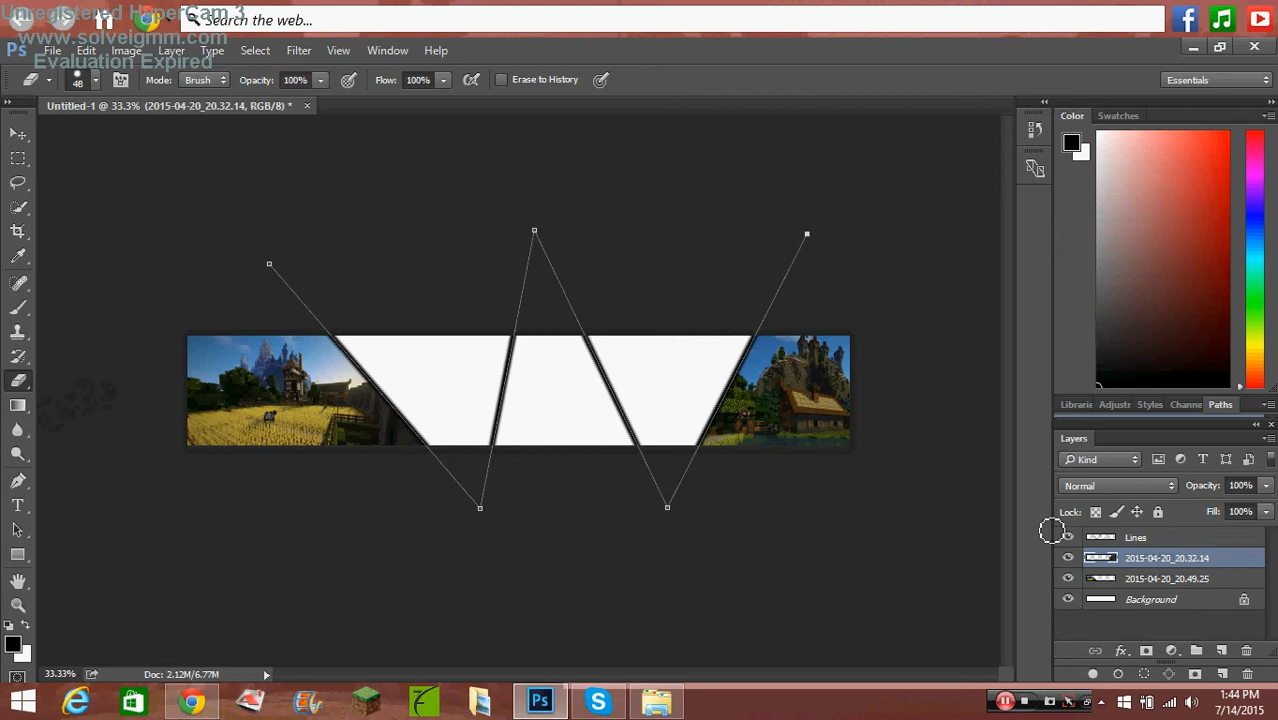 Unregistered HyperCam 3
Search the web...
www.solveigmm.com
Evaluation Expired
Ps File Edit Image Layer Type Select Filter View Window Help
48 Mode: Brush Opacity: 100% Flow: 100% Erase to History Essentials
Untitled-1 @ 33.3% (2015-04-20_20.32.14, RGB/8) * ×
Color Swatches
Librarie Adjustr Styles Channe Paths
Layers
Kind
Normal Opacity: 100%
Lock: Fill: 100%
Lines
2015-04-20_20.32.14
2015-04-20_20.49.25
Background
33.33% Doc: 2.12M/6.77M
1:44 PM
7/14/2015